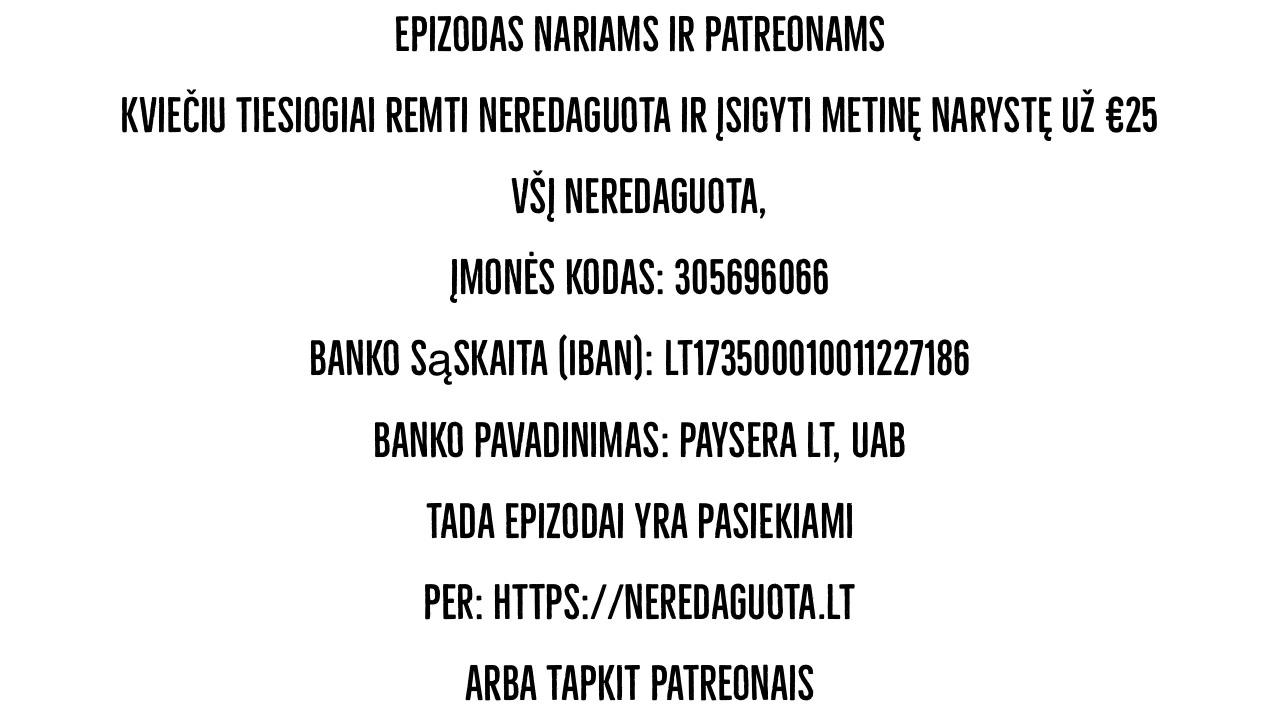 EPIZODAS NARIAMS IR PATREONAMS
KVIEČIU TIESIOGIAI REMTI NEREDAGUOTA IR ĮSIGYTI METINĘ NARYSTĘ UŽ €25
VŠĮ NEREDAGUOTA,
ĮMONĖS KODAS: 305696066
BANKO SąSKAITA (IBAN): LT173500010011227186
BANKO PAVADINIMAS: PAYSERA LT, UAB
TADA EPIZODAI YRA PASIEKIAMI
PER: HTTPS://NEREDAGUOTA.LT
ARBA TAPKIT PATREONAIS